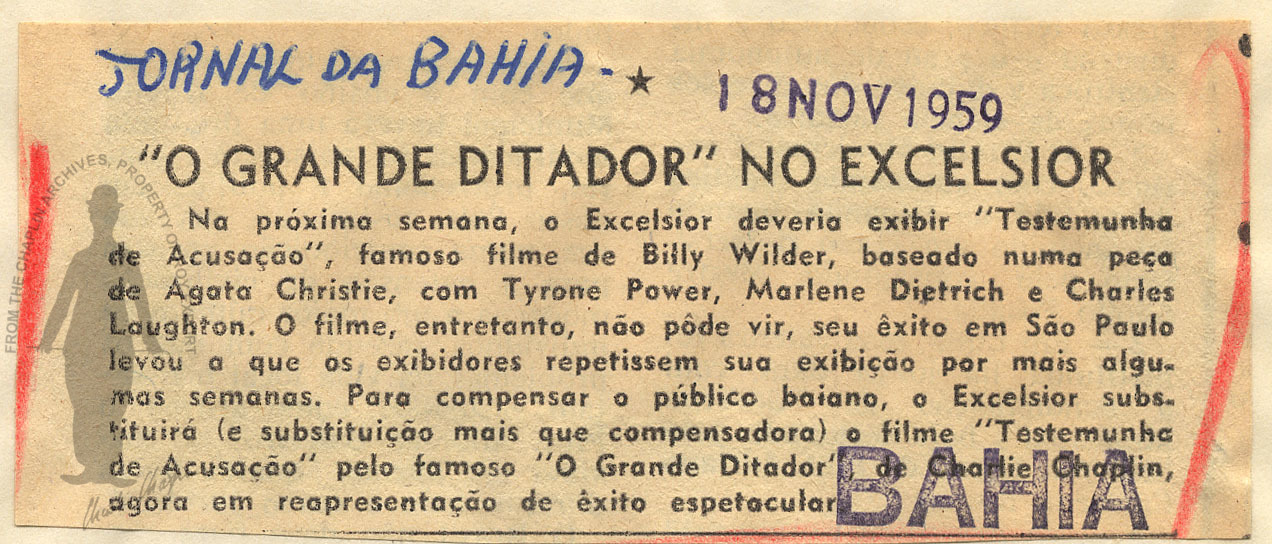 JORNAL DA BAHIA -
18 NOV 1959
"O GRANDE DITADOR" NO EXCELSIOR
Na próxima semana, o Excelsior deveria exibir "Testemunha
de Acusação", famoso filme de Billy Wilder, baseado numa peça
de Agata Christie, com Tyrone Power, Marlene Dietrich e Charles
Laughton. O filme, entretanto, não pôde vir, seu êxito em São Paulo
levou a que os exibidores repetissem sua exibição por mais algu-
mas semanas. Para compensar o público baiano, o Excelsior subs-
tituirá (e substituição mais que compensadora) o filme "Testemunha
de Acusação" pelo famoso "O Grande Ditador" de Charlie Chaplin,
agora em reapresentação de êxito espetacular
BAHIA
FROM THE CHAPLIN ARCHIVES, PROPERTY OF ROY EXPORT